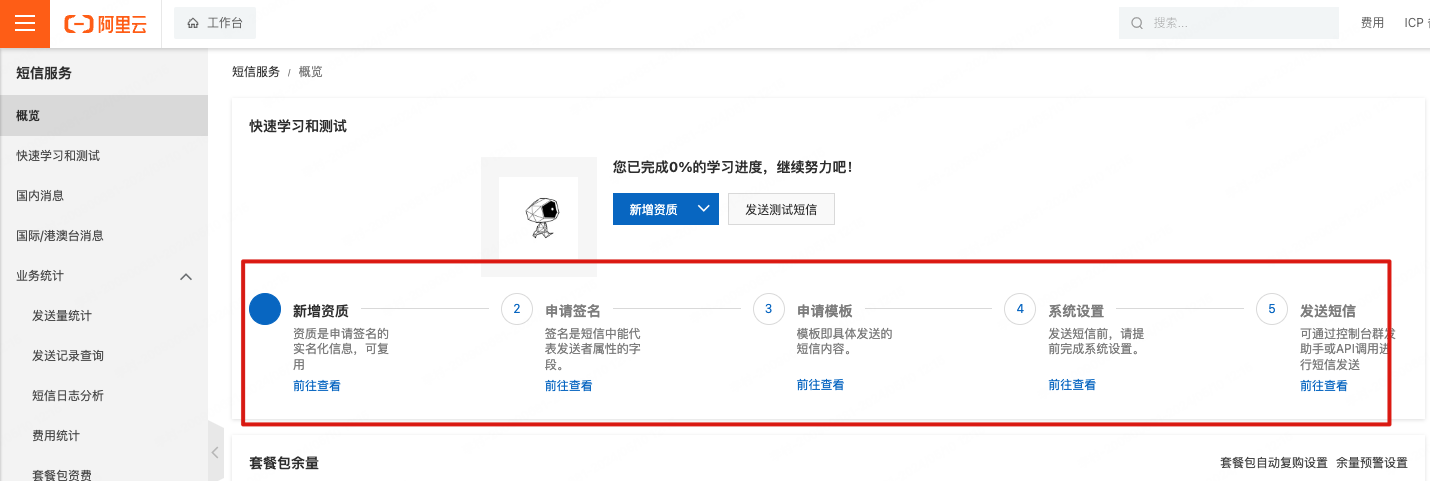 阿里云
工作台
搜索...
费用
ICP
短信服务
概览
快速学习和测试
国内消息
国际/港澳台消息
业务统计
发送量统计
发送记录查询
短信日志分析
费用统计
套餐包资费
短信服务 / 概览
快速学习和测试
您已完成0%的学习进度，继续努力吧！
新增资质
发送测试短信
新增资质
资质是申请签名的
实名化信息，可复
用
前往查看
2
申请签名
签名是短信中能代
表发送者属性的字
段。
前往查看
3
申请模板
模板即具体发送的
短信内容。
前往查看
4
系统设置
发送短信前，请提
前完成系统设置。
前往查看
5
发送短信
可通过控制台群发
助手或API调用进
行短信发送
前往查看
套餐包余量
套餐包自动复购设置 余量预警设置